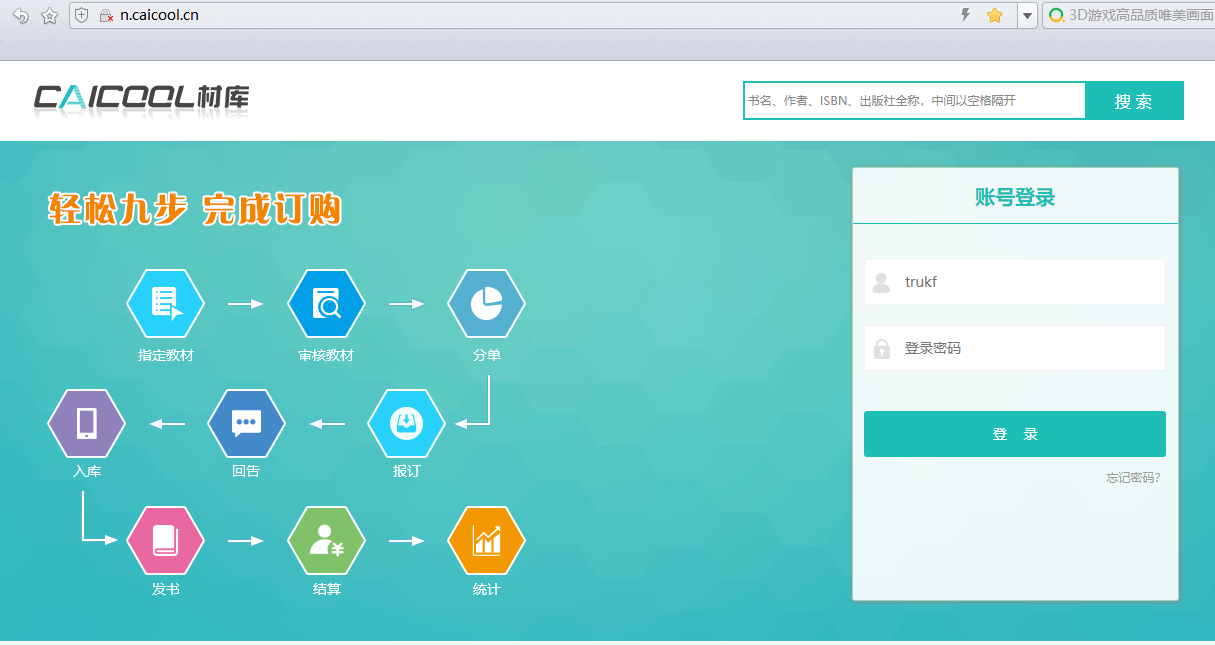 n.caicool.cn
3D游戏高品质唯美画面
CAICOOL材库
书名、作者、ISBN、出版社全称，中间以空格隔开
搜 索
轻松九步 完成订购
账号登录
trukf
登录密码
登 录
忘记密码?
指定教材
审核教材
分单
入库
回告
报订
发书
结算
统计